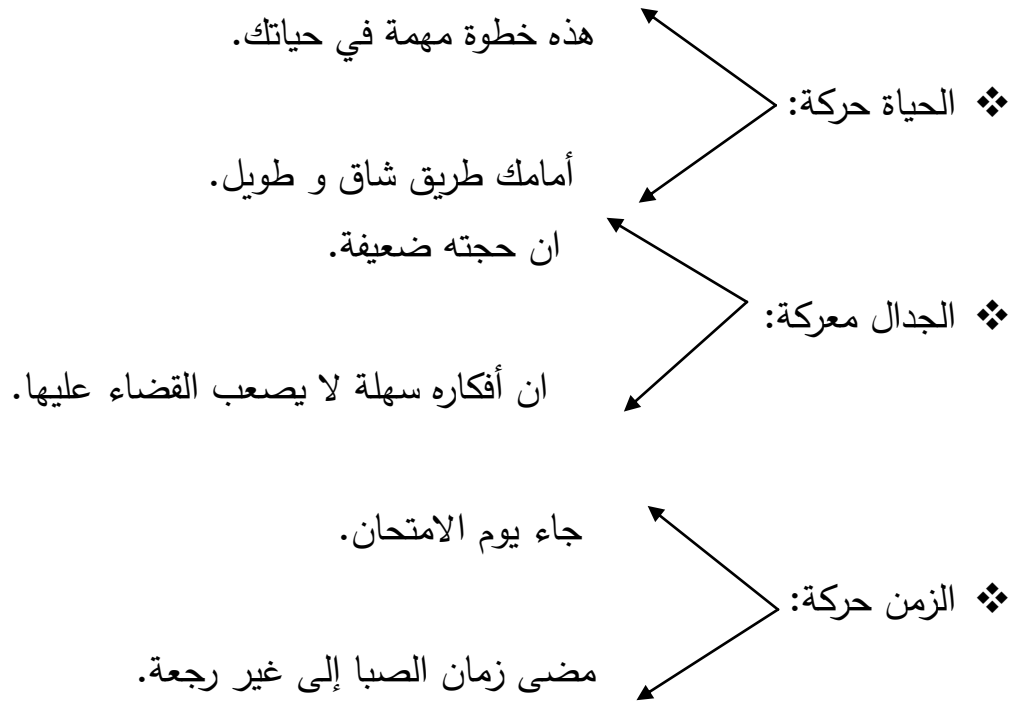 هذه خطوة مهمة في حياتك.
❖ الحياة حركة:
أمامك طريق شاق و طويل.
ان حجته ضعيفة.
❖ الجدال معركة:
ان أفكاره سهلة لا يصعب القضاء عليها.
جاء يوم الامتحان.
❖ الزمن حركة:
مضى زمان الصبا إلى غير رجعة.